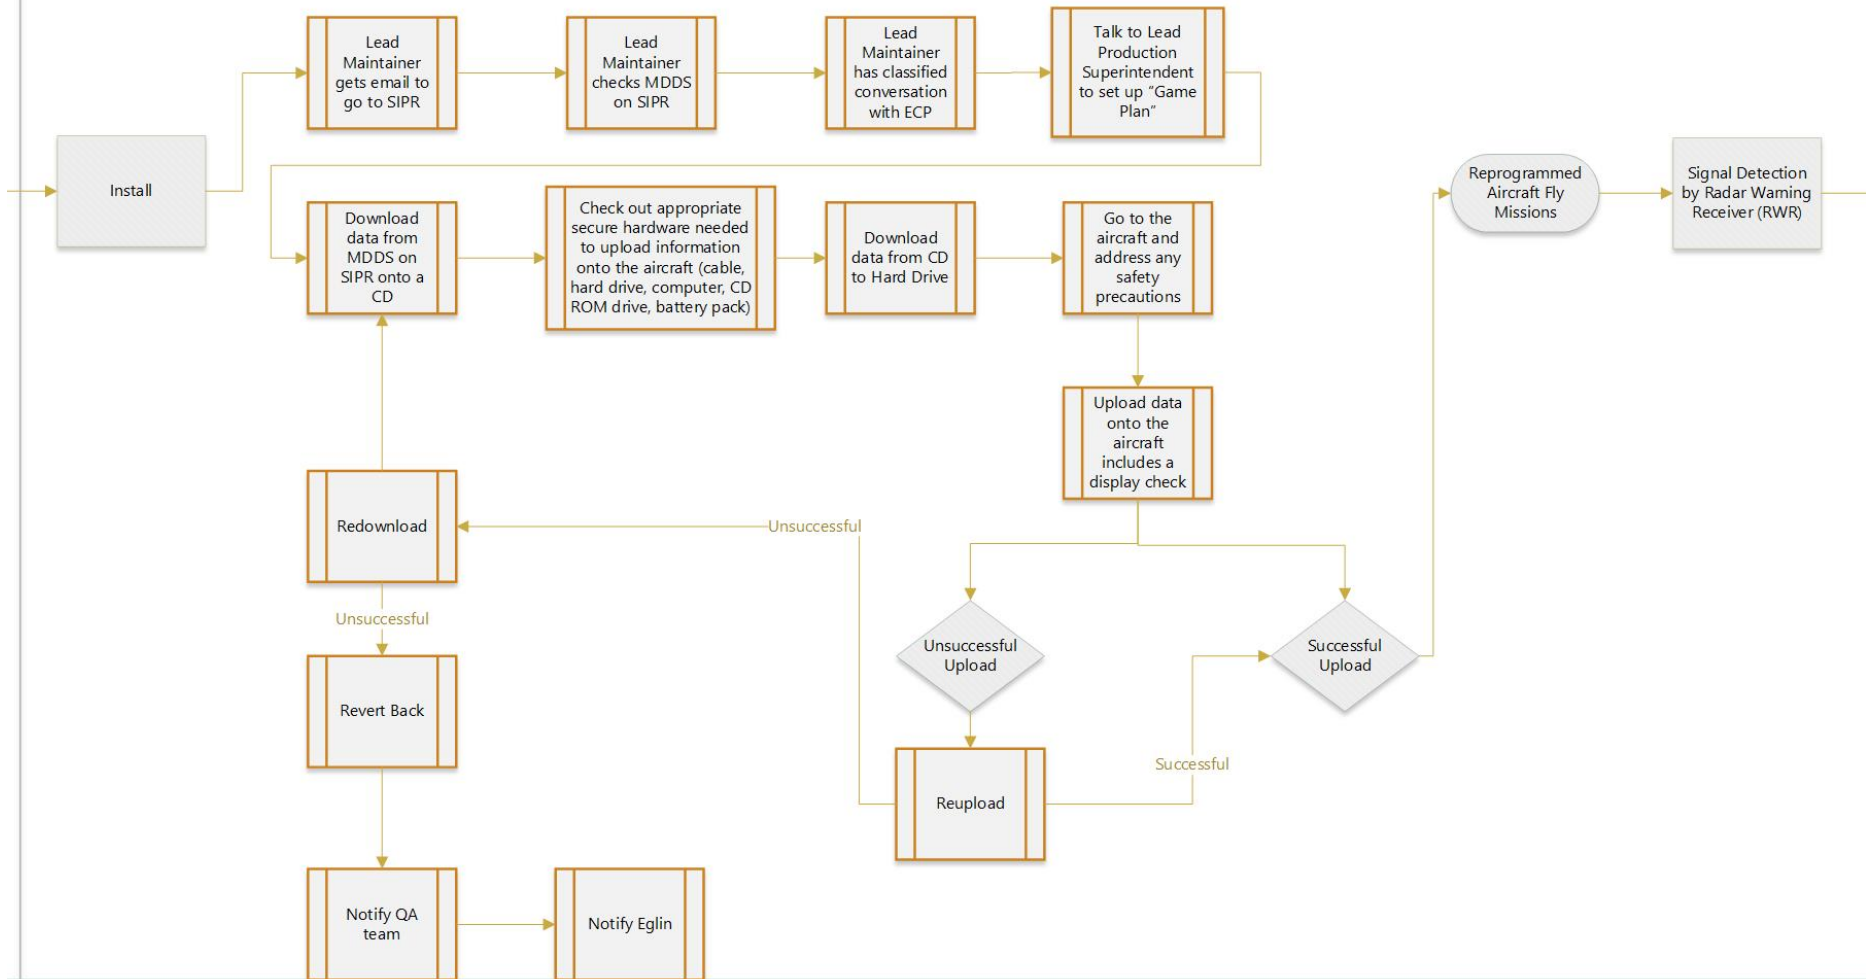 Lead
Maintainer
gets email to
go to SIPR
Lead
Maintainer
checks MDDS
on SIPR
Lead
Maintainer
has classified
conversation
with ECP
Talk to Lead
Production
Superintendent
to set up “Game
Plan”
Install
Reprogrammed
Aircraft Fly
Missions
Signal Detection
by Radar Warning
Receiver (RWR)
Download
data from
MDDS on
SIPR onto a
CD
Check out appropriate
secure hardware needed
to upload information
onto the aircraft (cable,
hard drive, computer, CD
ROM drive, battery pack)
Download
data from CD
to Hard Drive
Go to the
aircraft and
address any
safety
precautions
Upload data
onto the
aircraft
includes a
display check
Redownload
Unsuccessful
Unsuccessful
Unsuccessful
Upload
Successful
Upload
Revert Back
Successful
Reupload
Notify QA
team
Notify Eglin